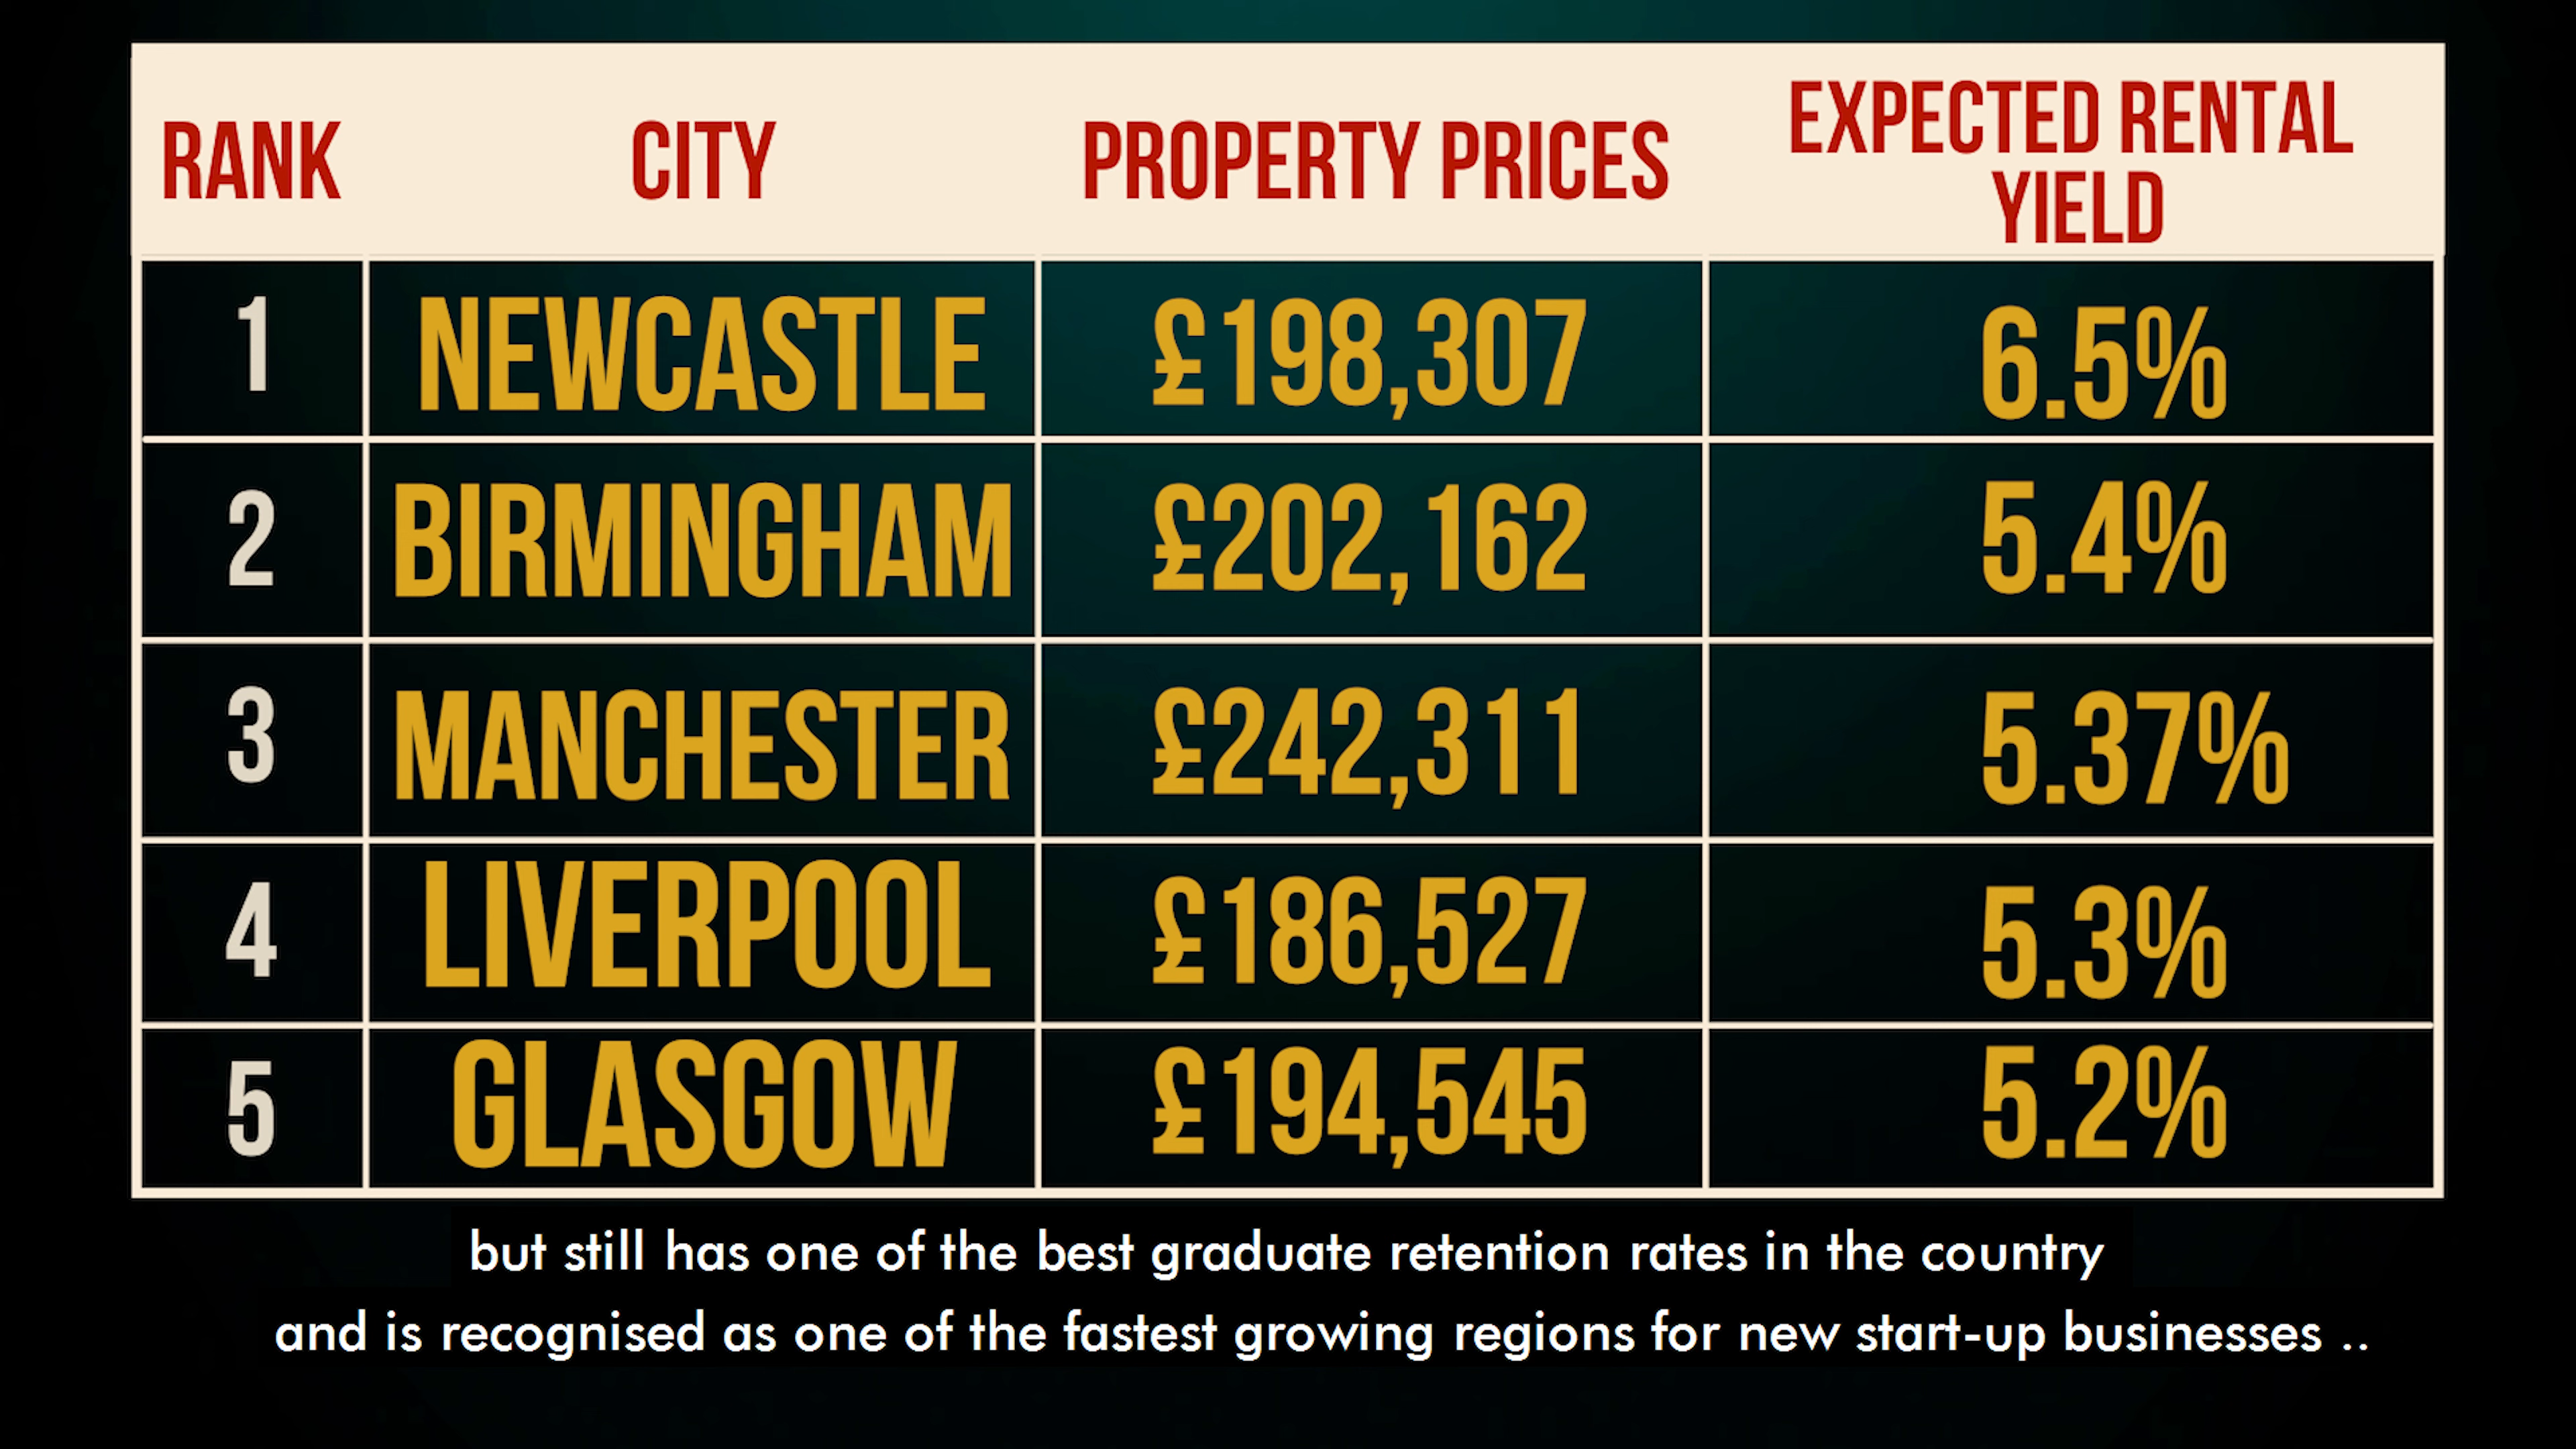 RANK CITY PROPERTY PRICES EXPECTED RENTAL YIELD
1 NEWCASTLE £198,307 6.5%
2 BIRMINGHAM £202,162 5.4%
3 MANCHESTER £242,311 5.37%
4 LIVERPOOL £186,527 5.3%
5 GLASGOW £194,545 5.2%
but still has one of the best graduate retention rates in the country
and is recognised as one of the fastest growing regions for new start-up businesses ..